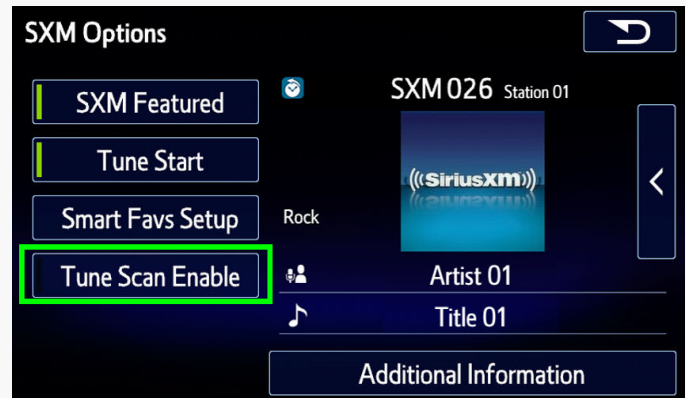 SXM Options
SXM Featured
Tune Start
Smart Favs Setup
Tune Scan Enable
SXM 026 Station 01
((SiriusXM))
Rock
Artist 01
Title 01
Additional Information